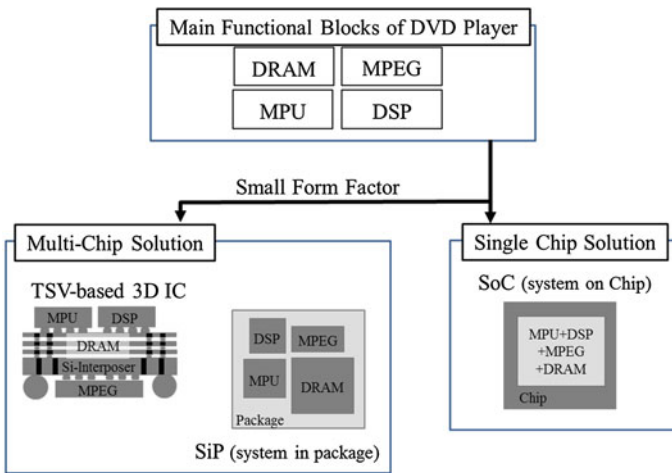 Main Functional Blocks of DVD Player
DRAM
MPEG
MPU
DSP
Small Form Factor
Multi-Chip Solution
TSV-based 3D IC
MPU
DSP
DRAM
Si-Interposer
MPEG
DSP
MPEG
MPU
DRAM
Package
SiP (system in package)
Single Chip Solution
SoC (system on Chip)
MPU+DSP
+MPEG
+DRAM
Chip